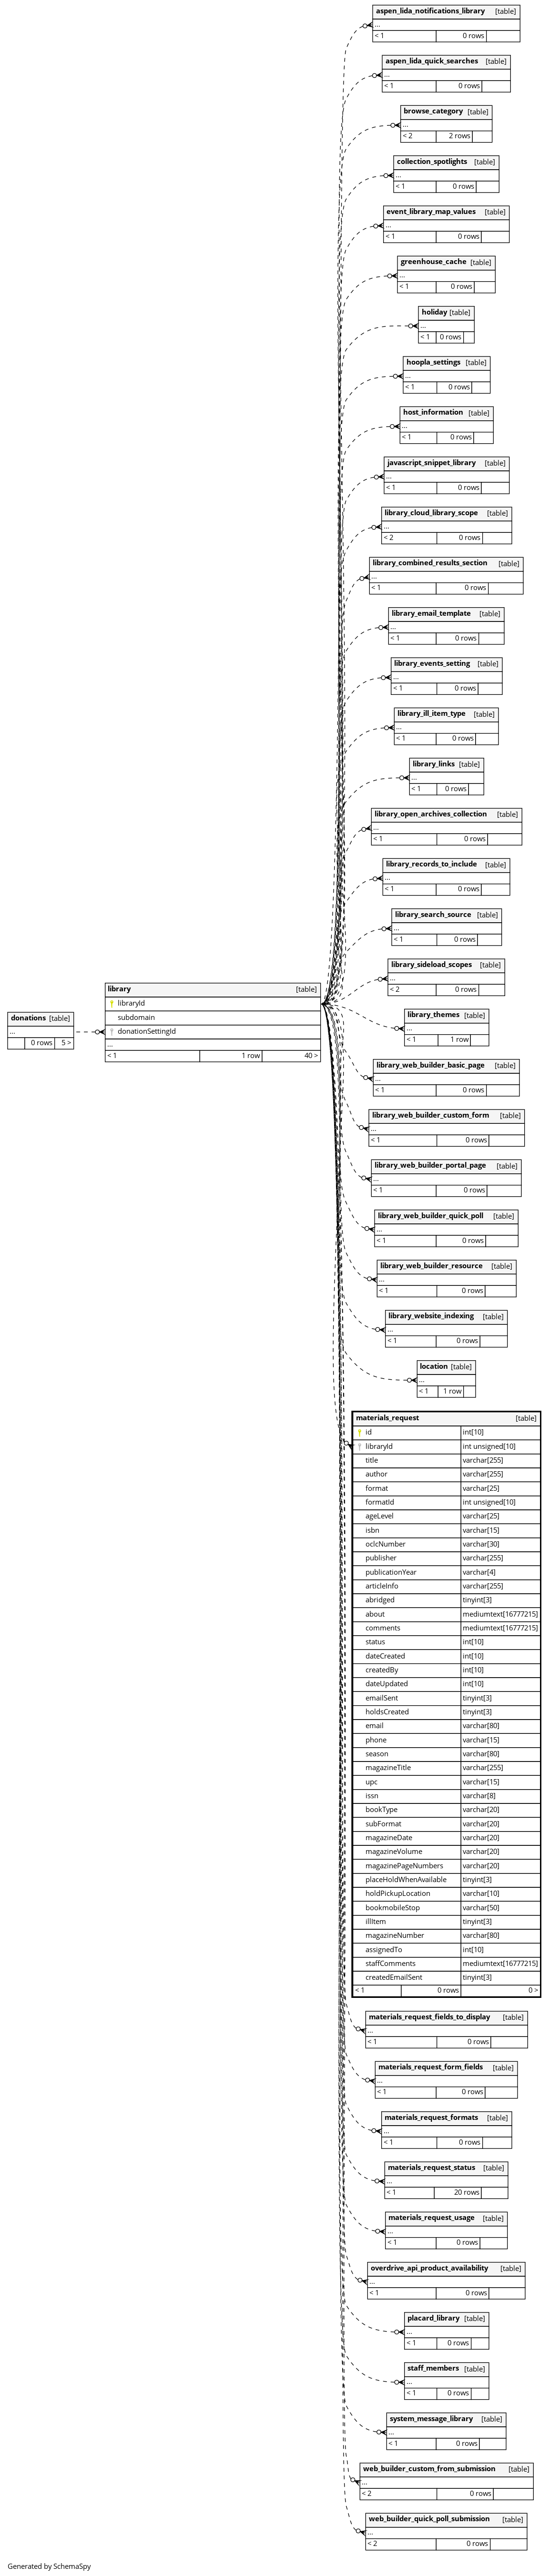 aspen_lida_notifications_library [table]
...
< 1 0 rows
aspen_lida_quick_searches [table]
...
< 1 0 rows
browse_category [table]
...
< 2 2 rows
collection_spotlights [table]
...
< 1 0 rows
event_library_map_values [table]
...
< 1 0 rows
greenhouse_cache [table]
...
< 1 0 rows
holiday [table]
...
< 1 0 rows
hoopla_settings [table]
...
< 1 0 rows
host_information [table]
...
< 1 0 rows
javascript_snippet_library [table]
...
< 1 0 rows
library_cloud_library_scope [table]
...
< 2 0 rows
library_combined_results_section [table]
...
< 1 0 rows
library_email_template [table]
...
< 1 0 rows
library_events_setting [table]
...
< 1 0 rows
library_ill_item_type [table]
...
< 1 0 rows
library_links [table]
...
< 1 0 rows
library_open_archives_collection [table]
...
< 1 0 rows
library_records_to_include [table]
...
< 1 0 rows
library_search_source [table]
...
< 1 0 rows
library_sideload_scopes [table]
...
< 2 0 rows
library [table]
libraryId
subdomain
donationSettingId
...
< 1 1 row 40 >
donations [table]
...
0 rows 5 >
library_themes [table]
...
< 1 1 row
library_web_builder_basic_page [table]
...
< 1 0 rows
library_web_builder_custom_form [table]
...
< 1 0 rows
library_web_builder_portal_page [table]
...
< 1 0 rows
library_web_builder_quick_poll [table]
...
< 1 0 rows
library_web_builder_resource [table]
...
< 1 0 rows
library_website_indexing [table]
...
< 1 0 rows
location [table]
...
< 1 1 row
materials_request [table]
id int[10]
libraryId int unsigned[10]
title varchar[255]
author varchar[255]
format varchar[25]
formatId int unsigned[10]
ageLevel varchar[25]
isbn varchar[15]
oclcNumber varchar[30]
publisher varchar[255]
publicationYear varchar[4]
articleInfo varchar[255]
abridged tinyint[3]
about mediumtext[16777215]
comments mediumtext[16777215]
status int[10]
dateCreated int[10]
createdBy int[10]
dateUpdated int[10]
emailSent tinyint[3]
holdsCreated tinyint[3]
email varchar[80]
phone varchar[15]
season varchar[80]
magazineTitle varchar[255]
upc varchar[15]
issn varchar[8]
bookType varchar[20]
subFormat varchar[20]
magazineDate varchar[20]
magazineVolume varchar[20]
magazinePageNumbers varchar[20]
placeHoldWhenAvailable tinyint[3]
holdPickupLocation varchar[10]
bookmobileStop varchar[50]
illItem tinyint[3]
magazineNumber varchar[80]
assignedTo int[10]
staffComments mediumtext[16777215]
createdEmailSent tinyint[3]
< 1 0 rows 0 >
materials_request_fields_to_display [table]
...
< 1 0 rows
materials_request_form_fields [table]
...
< 1 0 rows
materials_request_formats [table]
...
< 1 0 rows
materials_request_status [table]
...
< 1 20 rows
materials_request_usage [table]
...
< 1 0 rows
overdrive_api_product_availability [table]
...
< 1 0 rows
placard_library [table]
...
< 1 0 rows
staff_members [table]
...
< 1 0 rows
system_message_library [table]
...
< 1 0 rows
web_builder_custom_from_submission [table]
...
< 2 0 rows
web_builder_quick_poll_submission [table]
...
< 2 0 rows
Generated by SchemaSpy